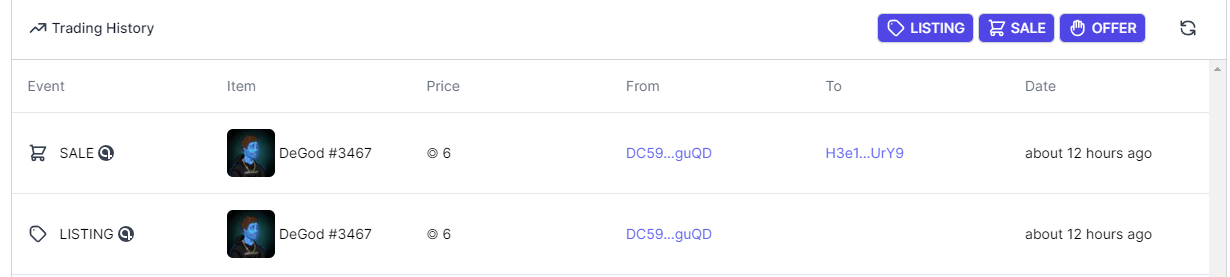 Trading History LISTING SALE OFFER
Event Item Price From To Date
SALE DeGod #3467 6 DC59...guQD H3e1...UrY9 about 12 hours ago
LISTING DeGod #3467 6 DC59...guQD about 12 hours ago